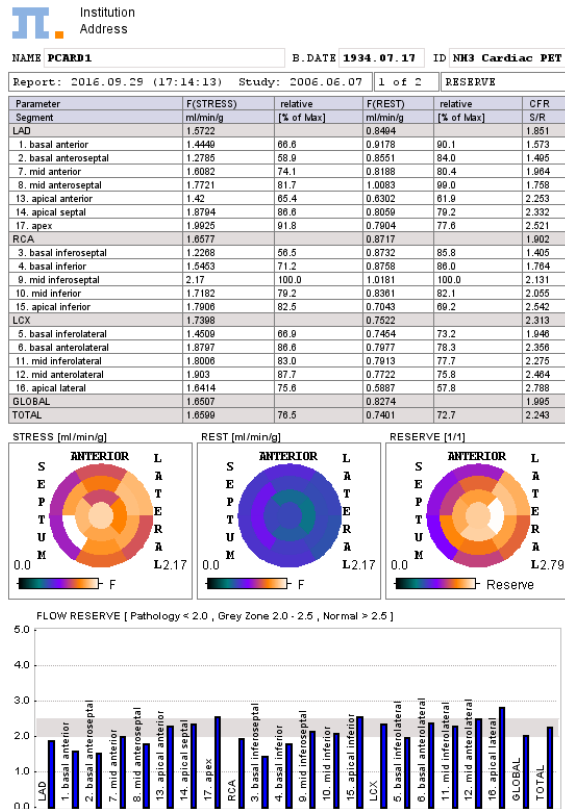 Institution
Address
NAME PCARD1 B.DATE 1934.07.17 ID NH3 Cardiac PET
Report: 2016.09.29 (17:14:13) Study: 2006.06.07 1 of 2 RESERVE
Parameter F(STRESS) relative F(REST) relative CFR
Segment ml/min/g [% of Max] ml/min/g [% of Max] S/R
LAD 1.5722 0.8494 1.851
1. basal anterior 1.4449 66.6 0.9178 90.1 1.573
2. basal anteroseptal 1.2785 58.9 0.8551 84.0 1.495
7. mid anterior 1.6082 74.1 0.8188 80.4 1.964
8. mid anteroseptal 1.7721 81.7 1.0083 99.0 1.758
13. apical anterior 1.42 65.4 0.6302 61.9 2.253
14. apical septal 1.8794 86.6 0.8059 79.2 2.332
17. apex 1.9925 91.8 0.7904 77.6 2.521
RCA 1.6577 0.8717 1.902
3. basal inferoseptal 1.2268 56.5 0.8732 85.8 1.405
4. basal inferior 1.5453 71.2 0.8758 86.0 1.764
9. mid inferoseptal 2.17 100.0 1.0181 100.0 2.131
10. mid inferior 1.7182 79.2 0.8361 82.1 2.055
15. apical inferior 1.7906 82.5 0.7043 69.2 2.542
LCX 1.7398 0.7522 2.313
5. basal inferolateral 1.4509 66.9 0.7454 73.2 1.946
6. basal anterolateral 1.8797 86.6 0.7977 78.3 2.356
11. mid inferolateral 1.8006 83.0 0.7913 77.7 2.275
12. mid anterolateral 1.903 87.7 0.7722 75.8 2.464
16. apical lateral 1.6414 75.6 0.5887 57.8 2.788
GLOBAL 1.6507 0.8274 1.995
TOTAL 1.6599 76.5 0.7401 72.7 2.243
STRESS [ml/min/g] REST [ml/min/g] RESERVE [1/1]
ANTERIOR ANTERIOR ANTERIOR
SEPTUM LATERAL SEPTUM LATERAL SEPTUM LATERAL
0.0 2.17 0.0 2.17 0.0 2.79
F F Reserve
FLOW RESERVE [ Pathology < 2.0 , Grey Zone 2.0 - 2.5 , Normal > 2.5 ]
5.0
4.0
3.0
2.0
1.0
0.0
LAD
1. basal anterior
2. basal anteroseptal
7. mid anterior
8. mid anteroseptal
13. apical anterior
14. apical septal
17. apex
RCA
3. basal inferoseptal
4. basal inferior
9. mid inferoseptal
10. mid inferior
15. apical inferior
LCX
5. basal inferolateral
6. basal anterolateral
11. mid inferolateral
12. mid anterolateral
16. apical lateral
GLOBAL
TOTAL